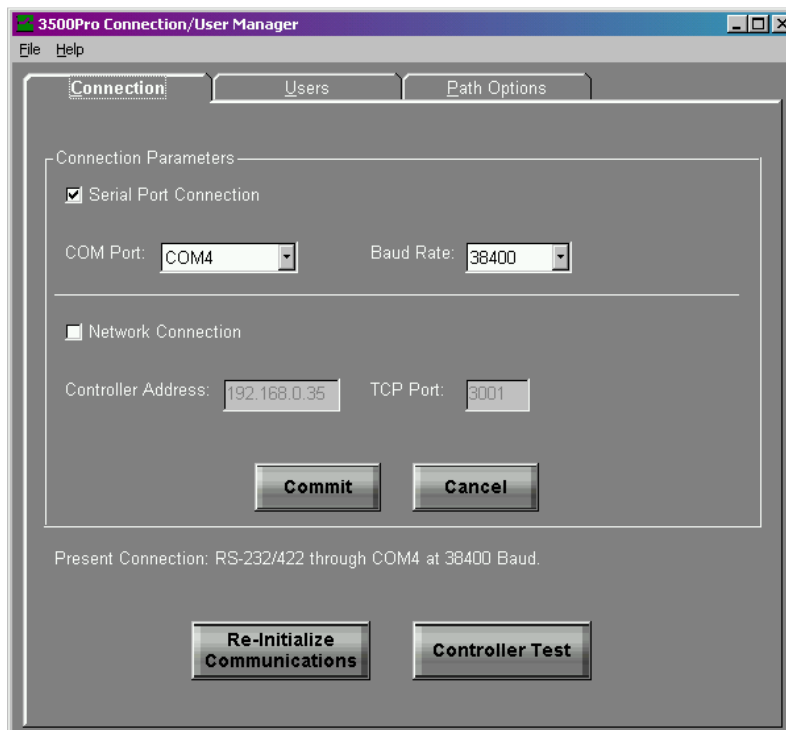 3500Pro Connection/User Manager
File Help
Connection Users Path Options
Connection Parameters
Serial Port Connection
COM Port: COM4 Baud Rate: 38400
Network Connection
Controller Address: 192.168.0.35 TCP Port: 3001
Commit Cancel
Present Connection: RS-232/422 through COM4 at 38400 Baud.
Re-Initialize
Communications
Controller Test